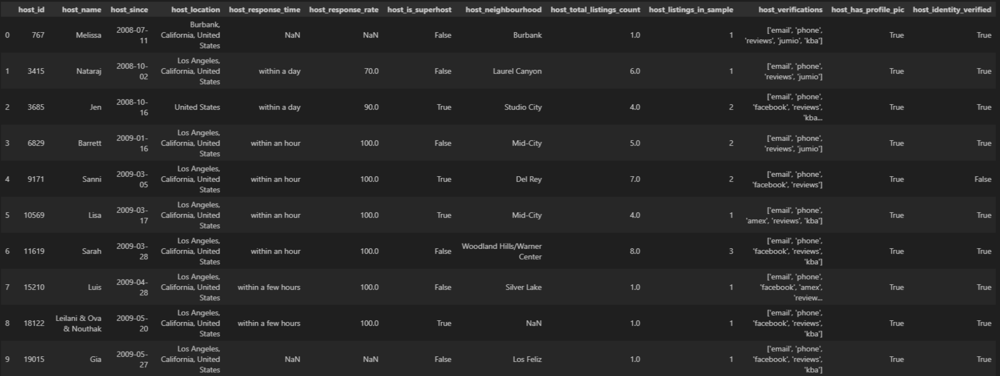 host_id host_name host_since host_location host_response_time host_response_rate host_is_superhost host_neighbourhood host_total_listings_count host_listings_in_sample host_verifications host_has_profile_pic host_identity_verified
0 767 Melissa 2008-07-11 Burbank, California, United States NaN NaN False Burbank 1.0 1 ['email', 'phone', 'reviews', 'jumio', 'kba'] True True
1 3415 Nataraj 2008-10-02 Los Angeles, California, United States within a day 70.0 False Laurel Canyon 6.0 1 ['email', 'phone', 'reviews', 'jumio'] True True
2 3685 Jen 2008-10-16 United States within a day 90.0 True Studio City 4.0 2 ['email', 'phone', 'facebook', 'reviews', 'kba... True True
3 6829 Barrett 2009-01-16 Los Angeles, California, United States within an hour 100.0 False Mid-City 5.0 2 ['email', 'phone', 'reviews', 'jumio'] True True
4 9171 Sanni 2009-03-05 Los Angeles, California, United States within an hour 100.0 True Del Rey 7.0 2 ['email', 'phone', 'facebook', 'reviews'] True False
5 10569 Lisa 2009-03-17 Los Angeles, California, United States within an hour 100.0 True Mid-City 4.0 1 ['email', 'phone', 'amex', 'reviews', 'kba'] True True
6 11619 Sarah 2009-03-28 Los Angeles, California, United States within an hour 100.0 False Woodland Hills/Warner Center 8.0 3 ['email', 'phone', 'facebook', 'reviews', 'kba'] True True
7 15210 Luis 2009-04-28 Los Angeles, California, United States within a few hours 100.0 False Silver Lake 1.0 1 ['email', 'phone', 'facebook', 'amex', 'review... True True
8 18122 Leilani & Ova & Nouthak 2009-05-20 Los Angeles, California, United States within a few hours 100.0 True NaN 1.0 1 ['email', 'phone', 'facebook', 'reviews', 'kba'] True True
9 19015 Gia 2009-05-27 Los Angeles, California, United States NaN NaN False Los Feliz 1.0 1 ['email', 'phone', 'facebook', 'reviews', 'kba'] True True